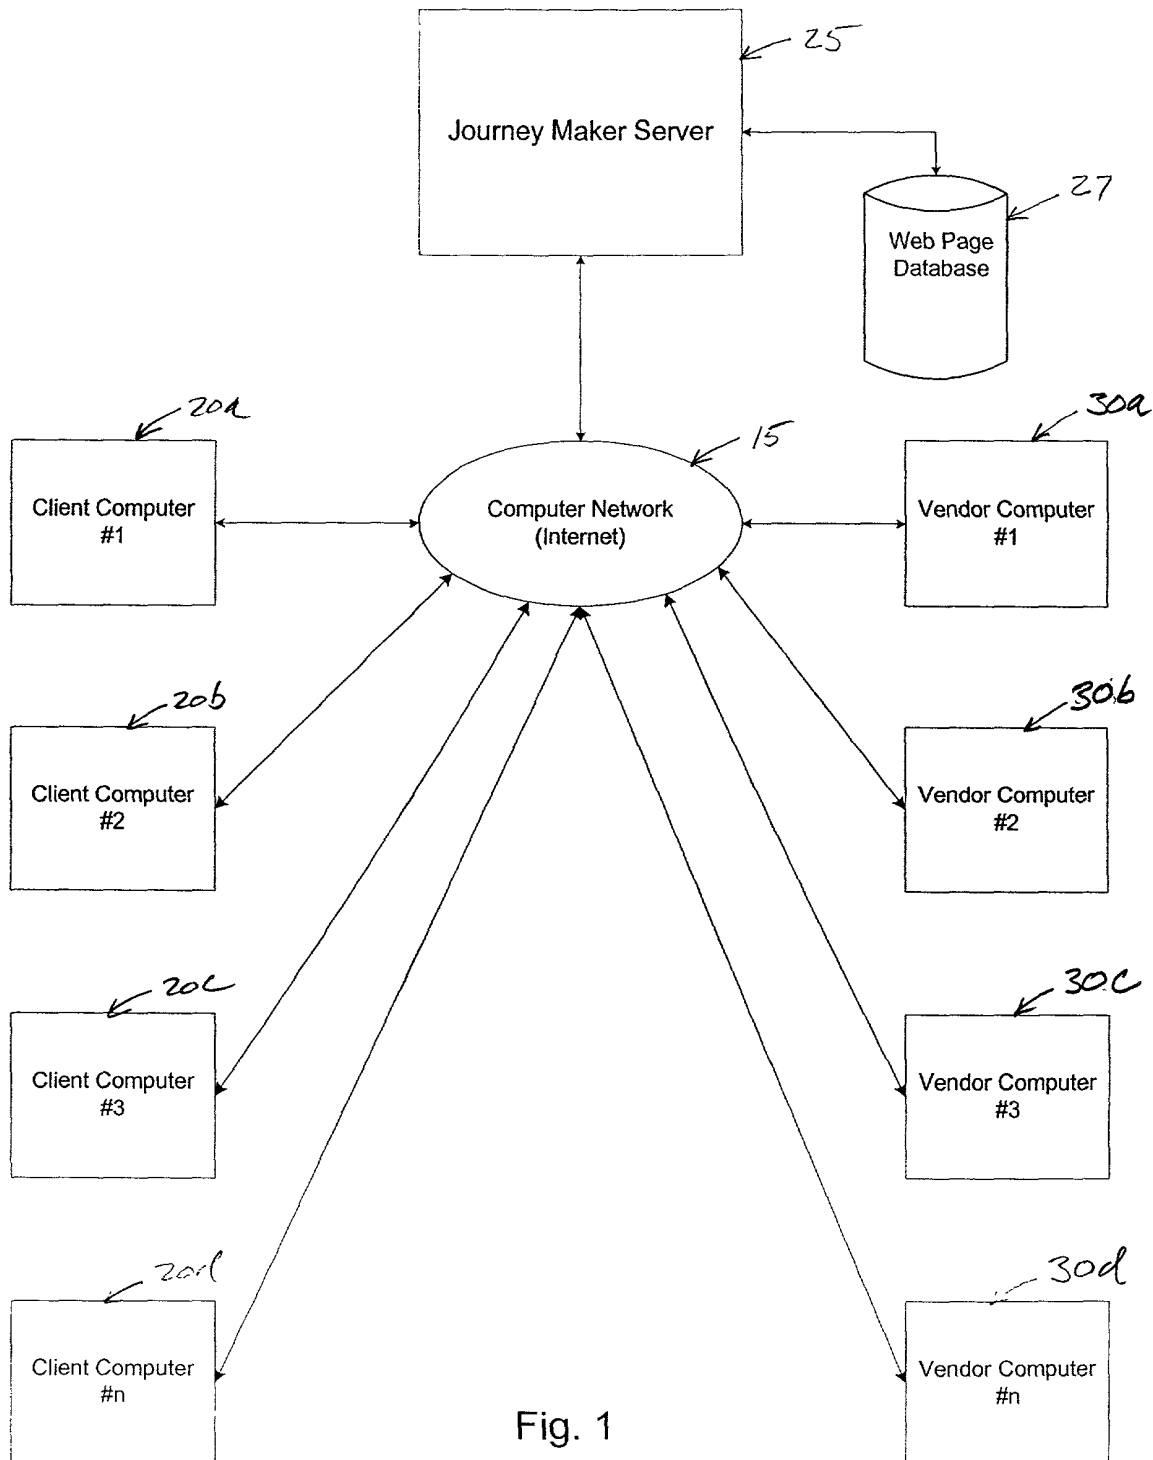 25
Journey Maker Server
27
Web Page
Database
20a
15
30a
Client Computer
#1
Computer Network
(Internet)
Vendor Computer
#1
20b
30b
Client Computer
#2
Vendor Computer
#2
20c
30c
Client Computer
#3
Vendor Computer
#3
20d
30d
Client Computer
#n
Vendor Computer
#n
Fig. 1